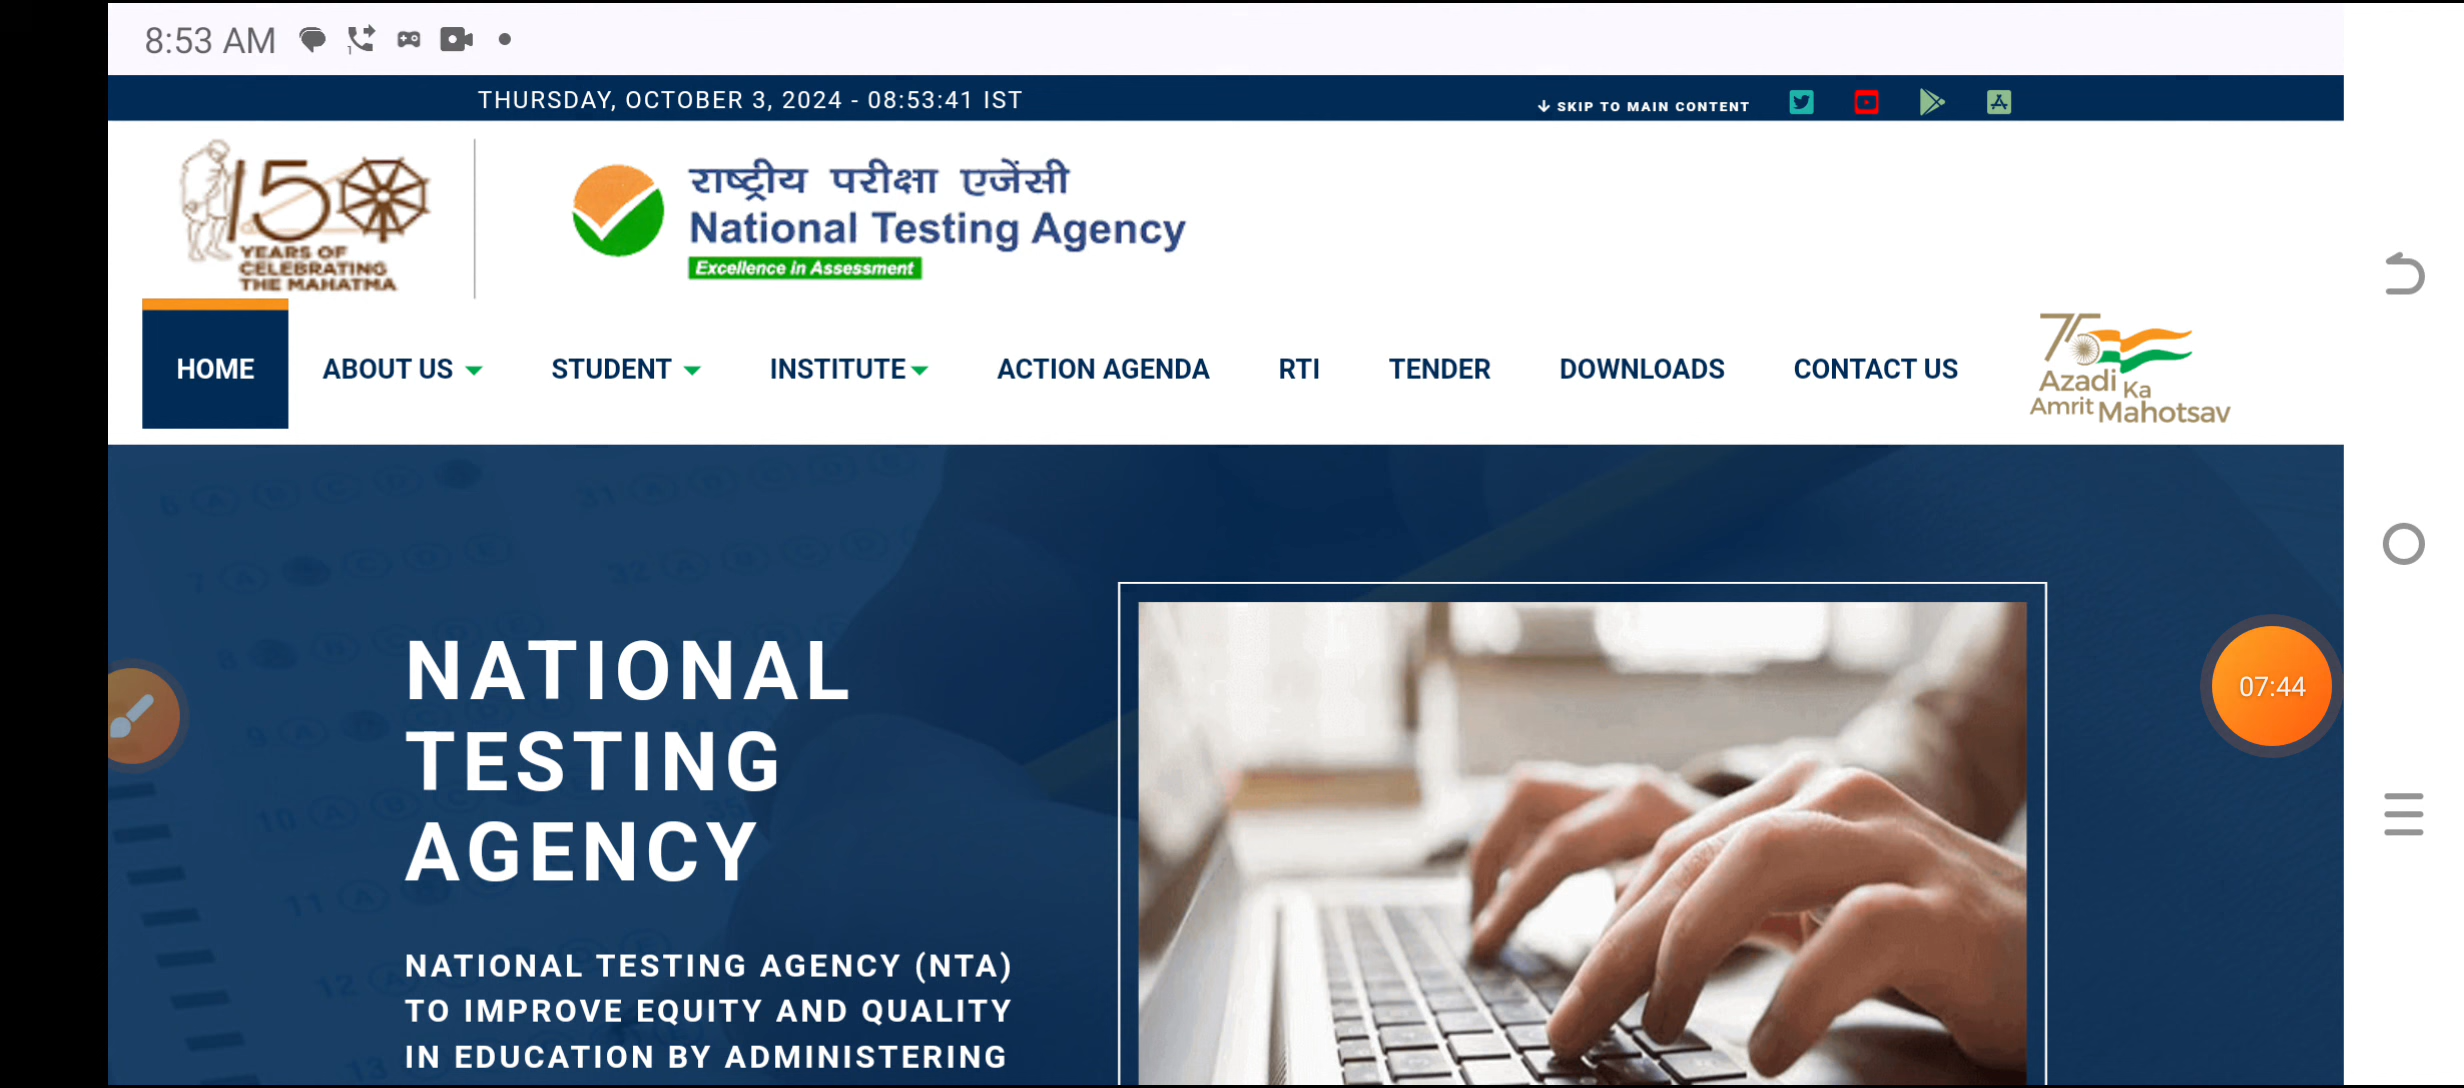 8:53 AM
THURSDAY, OCTOBER 3, 2024 - 08:53:41 IST
SKIP TO MAIN CONTENT
150
YEARS OF
CELEBRATING
THE MAHATMA
राष्ट्रीय परीक्षा एजेंसी
National Testing Agency
Excellence in Assessment
HOME ABOUT US STUDENT INSTITUTE ACTION AGENDA RTI TENDER DOWNLOADS CONTACT US
75
Azadi Ka
Amrit Mahotsav
NATIONAL
TESTING
AGENCY
07:44
NATIONAL TESTING AGENCY (NTA)
TO IMPROVE EQUITY AND QUALITY
IN EDUCATION BY ADMINISTERING